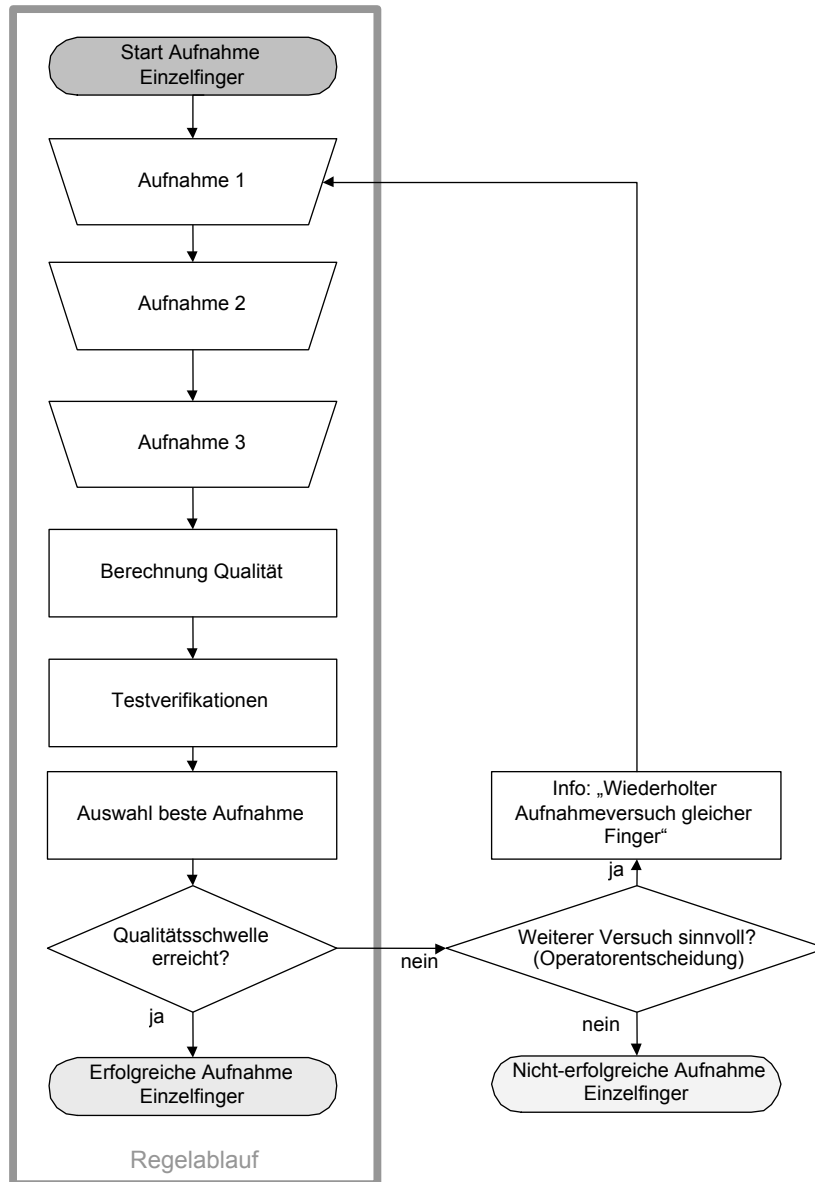 Start Aufnahme
Einzelfinger
Aufnahme 1
Aufnahme 2
Aufnahme 3
Berechnung Qualität
Testverifikationen
Auswahl beste Aufnahme
Qualitätsschwelle
erreicht?
ja
nein
Erfolgreiche Aufnahme
Einzelfinger
Regelablauf
Info: „Wiederholter
Aufnahmeversuch gleicher
Finger“
ja
Weiterer Versuch sinnvoll?
(Operatorentscheidung)
nein
Nicht-erfolgreiche Aufnahme
Einzelfinger